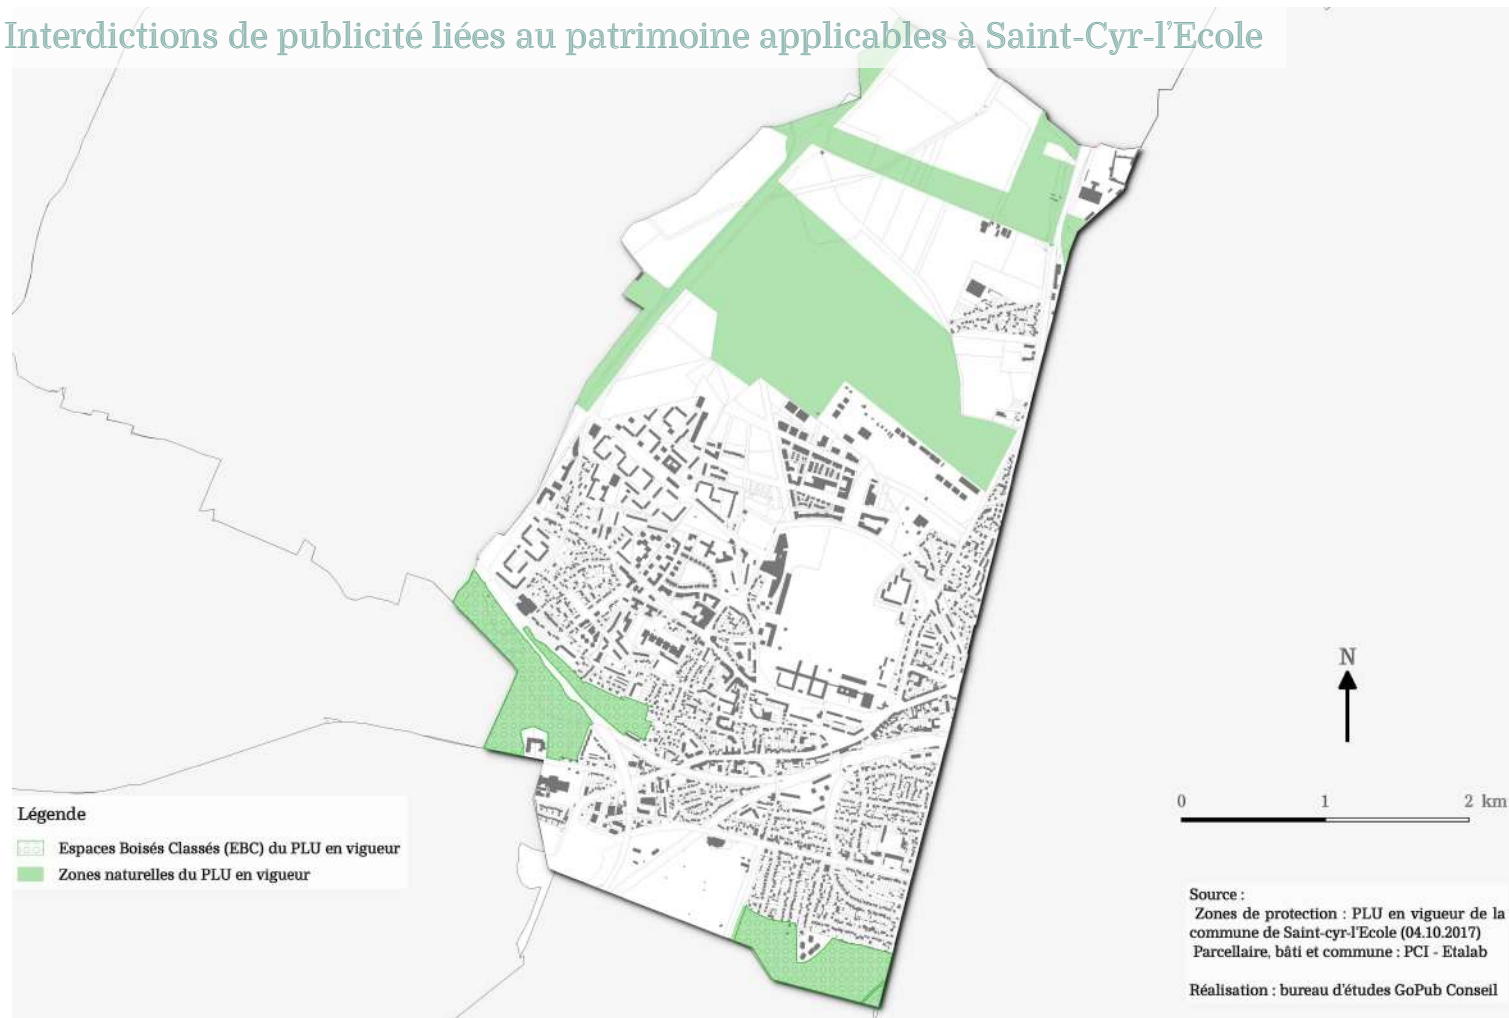 Interdictions de publicité liées au patrimoine applicables à Saint-Cyr-l'Ecole
N
0 1 2 km
Légende
Espaces Boisés Classés (EBC) du PLU en vigueur
Zones naturelles du PLU en vigueur
Source :
Zones de protection : PLU en vigueur de la
commune de Saint-cyr-l'Ecole (04.10.2017)
Parcellaire, bâti et commune : PCI - Etalab
Réalisation : bureau d'études GoPub Conseil